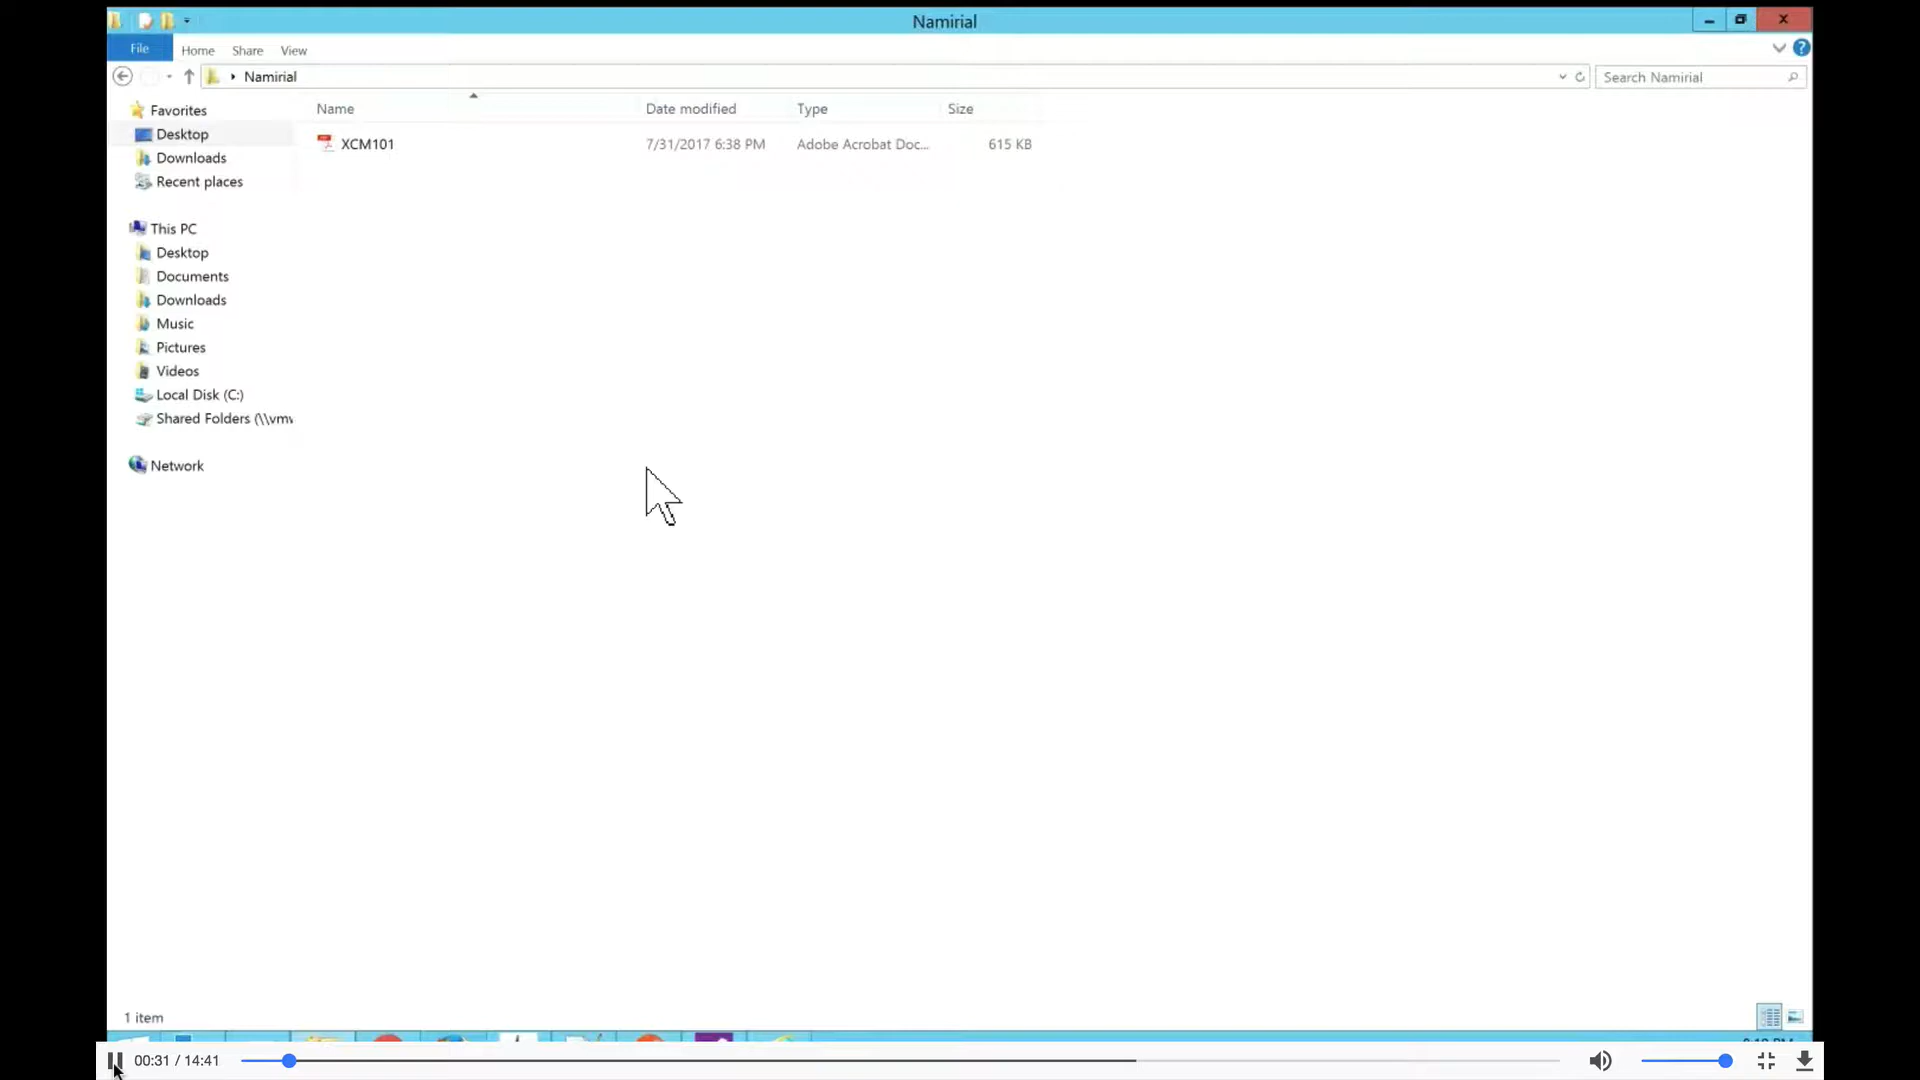 Namirial
File Home Share View
Namirial
Search Namirial
Favorites
Desktop
Downloads
Recent places
This PC
Desktop
Documents
Downloads
Music
Pictures
Videos
Local Disk (C:)
Shared Folders (\\vmw
Network
Name Date modified Type Size
XCM101 7/31/2017 6:38 PM Adobe Acrobat Doc... 615 KB
1 item
00:31 / 14:41